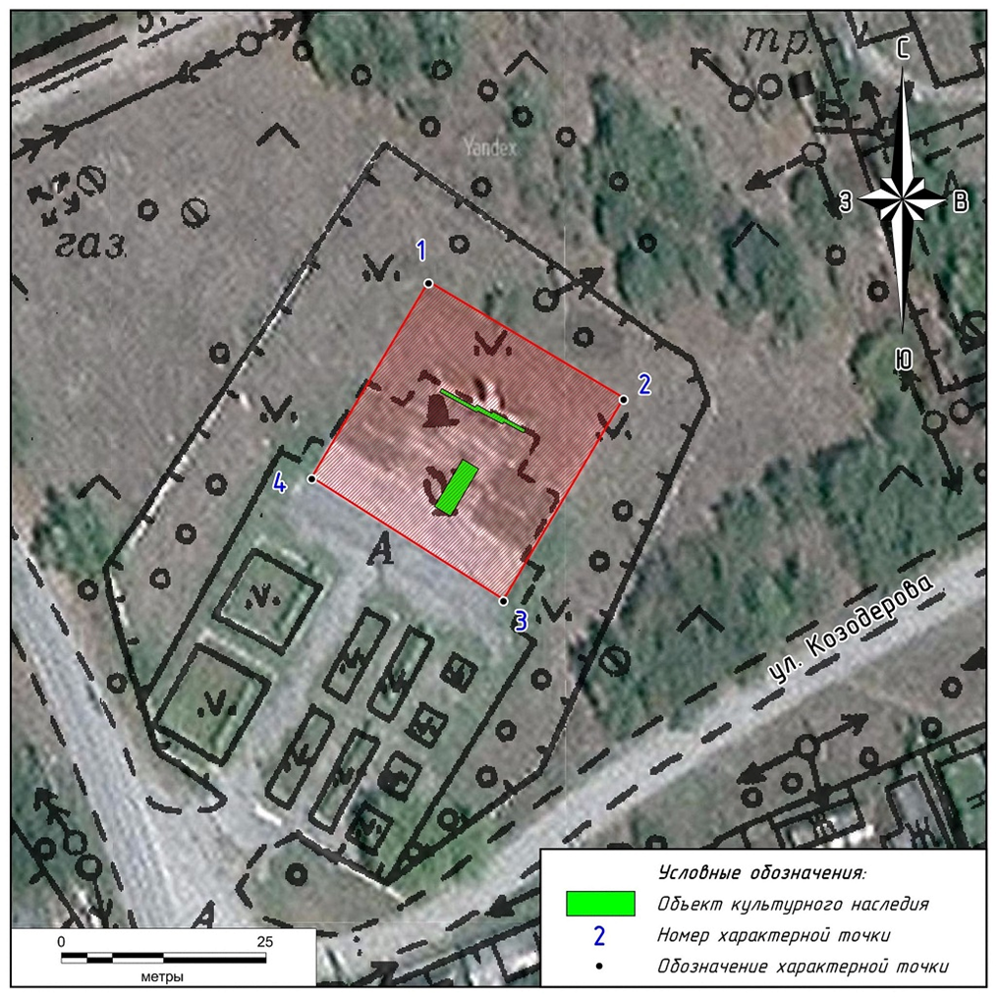 тр.
С
Yandex
З
В
газ.
1
2
4
А
3
ул. Козодерова
Ж
Ж
А
Условные обозначения:
Объект культурного наследия
2 Номер характерной точки
Обозначение характерной точки
Ю
0 25
метры